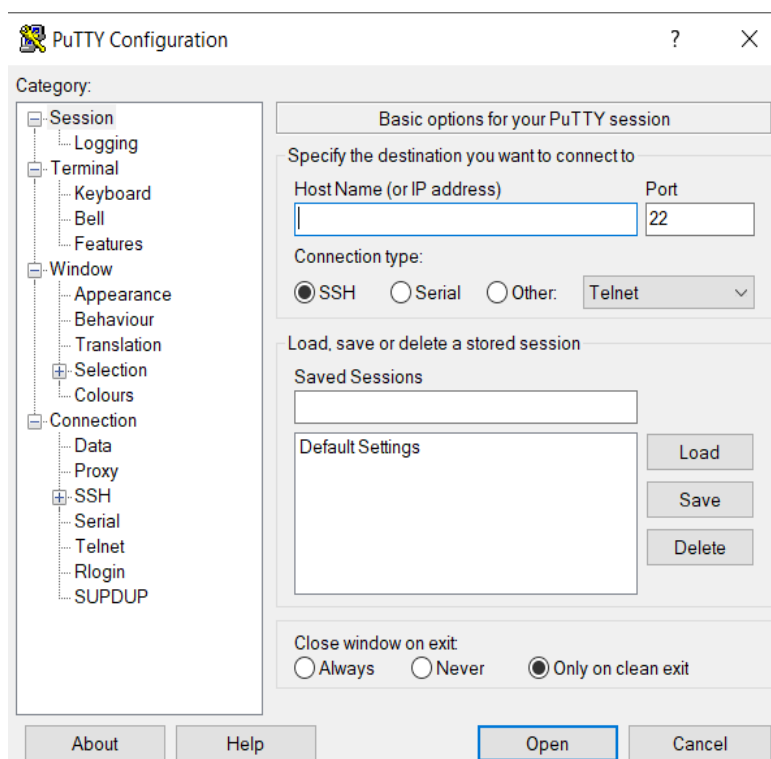 PuTTY Configuration
?
Category:
Session
Logging
Terminal
Keyboard
Bell
Features
Window
Appearance
Behaviour
Translation
Selection
Colours
Connection
Data
Proxy
SSH
Serial
Telnet
Rlogin
SUPDUP
Basic options for your PuTTY session
Specify the destination you want to connect to
Host Name (or IP address) Port
22
Connection type:
SSH Serial Other: Telnet
Load, save or delete a stored session
Saved Sessions
Default Settings
Load
Save
Delete
Close window on exit:
Always Never Only on clean exit
About Help Open Cancel